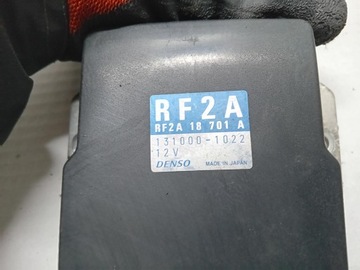 RF2A
RF2A 18 701 A
131000-1022
12V
DENSO MADE IN JAPAN